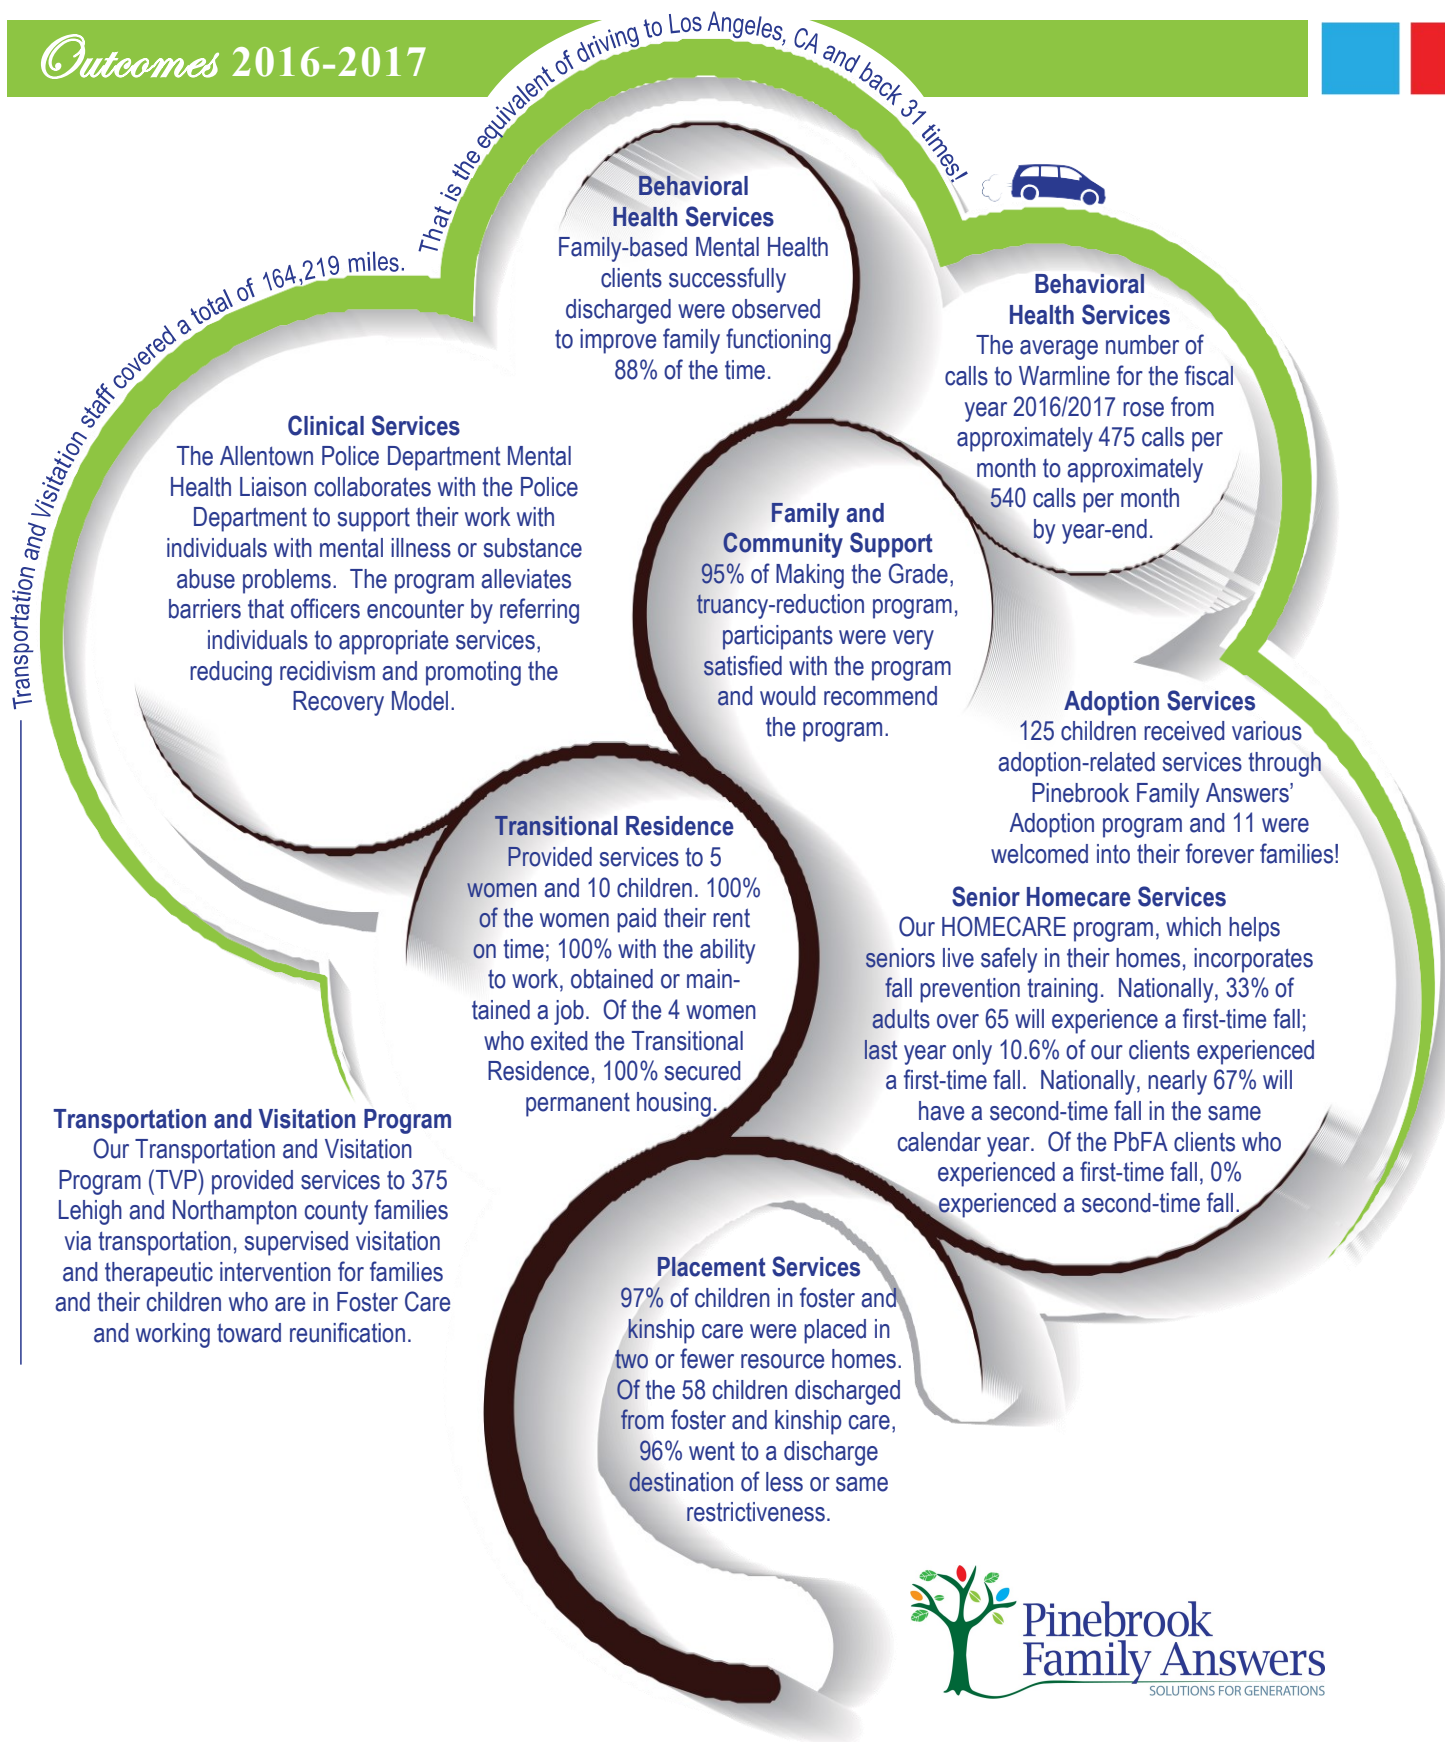 Outcomes 2016-2017
Transportation and Visitation staff covered a total of 164,219 miles.
That is the equivalent of driving to Los Angeles, CA and back 31 times!
Behavioral
Health Services
Family-based Mental Health
clients successfully
discharged were observed
to improve family functioning
88% of the time.
Behavioral
Health Services
The average number of
calls to Warmline for the fiscal
year 2016/2017 rose from
approximately 475 calls per
month to approximately
540 calls per month
by year-end.
Clinical Services
The Allentown Police Department Mental
Health Liaison collaborates with the Police
Department to support their work with
individuals with mental illness or substance
abuse problems.  The program alleviates
barriers that officers encounter by referring
individuals to appropriate services,
reducing recidivism and promoting the
Recovery Model.
Family and
Community Support
95% of Making the Grade,
truancy-reduction program,
participants were very
satisfied with the program
and would recommend
the program.
Adoption Services
125 children received various
adoption-related services through
Pinebrook Family Answers’
Adoption program and 11 were
welcomed into their forever families!
Transitional Residence
Provided services to 5
women and 10 children. 100%
of the women paid their rent
on time; 100% with the ability
to work, obtained or main-
tained a job.  Of the 4 women
who exited the Transitional
Residence, 100% secured
permanent housing.
Senior Homecare Services
Our HOMECARE program, which helps
seniors live safely in their homes, incorporates
fall prevention training.  Nationally, 33% of
adults over 65 will experience a first-time fall;
last year only 10.6% of our clients experienced
a first-time fall.  Nationally, nearly 67% will
have a second-time fall in the same
calendar year.  Of the PbFA clients who
experienced a first-time fall, 0%
experienced a second-time fall.
Transportation and Visitation Program
Our Transportation and Visitation
Program (TVP) provided services to 375
Lehigh and Northampton county families
via transportation, supervised visitation
and therapeutic intervention for families
and their children who are in Foster Care
and working toward reunification.
Placement Services
97% of children in foster and
kinship care were placed in
two or fewer resource homes.
Of the 58 children discharged
from foster and kinship care,
96% went to a discharge
destination of less or same
restrictiveness.
Pinebrook
Family Answers
SOLUTIONS FOR GENERATIONS